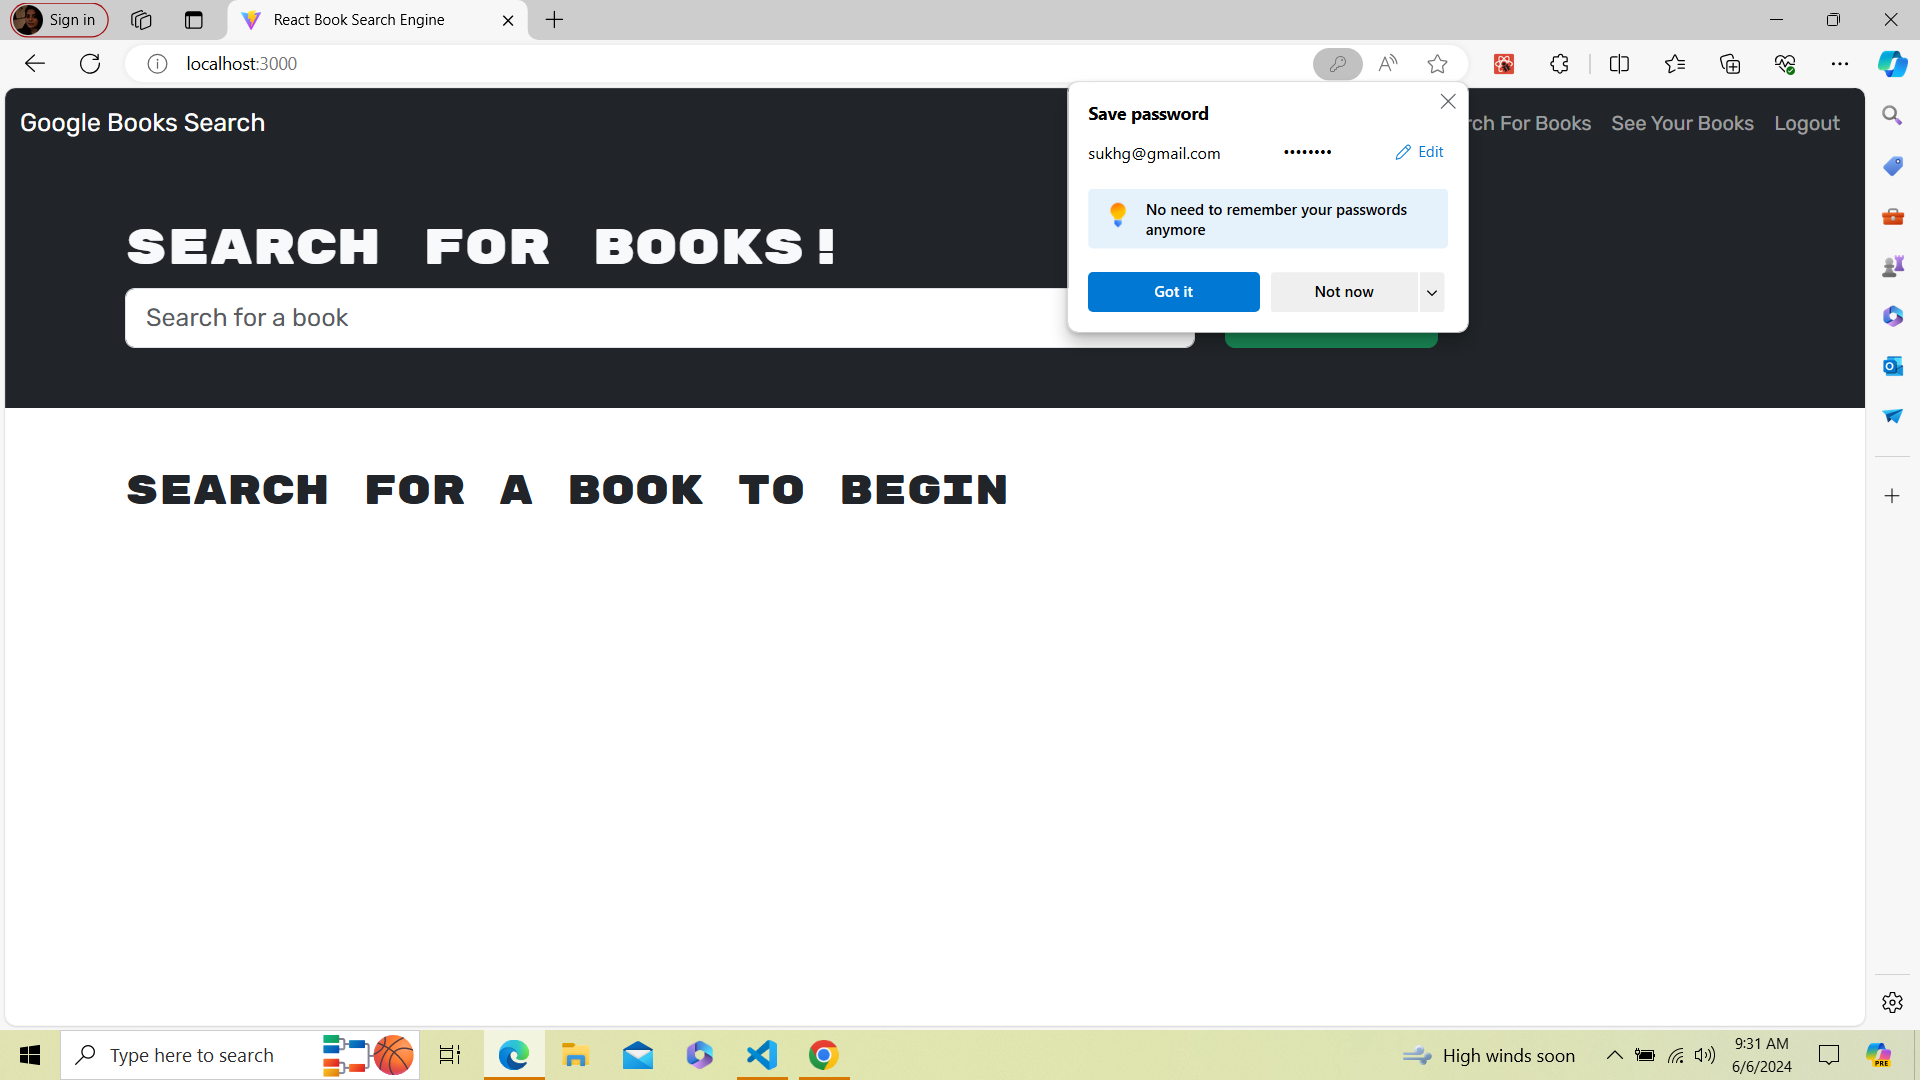 Sign in
React Book Search Engine
localhost:3000
Google Books Search
rch For Books
See Your Books
Logout
Save password
sukhg@gmail.com
••••••••
Edit
No need to remember your passwords
anymore
Got it
Not now
SEARCH FOR BOOKS!
Search for a book
SEARCH FOR A BOOK TO BEGIN
Type here to search
High winds soon
9:31 AM
6/6/2024
PRE